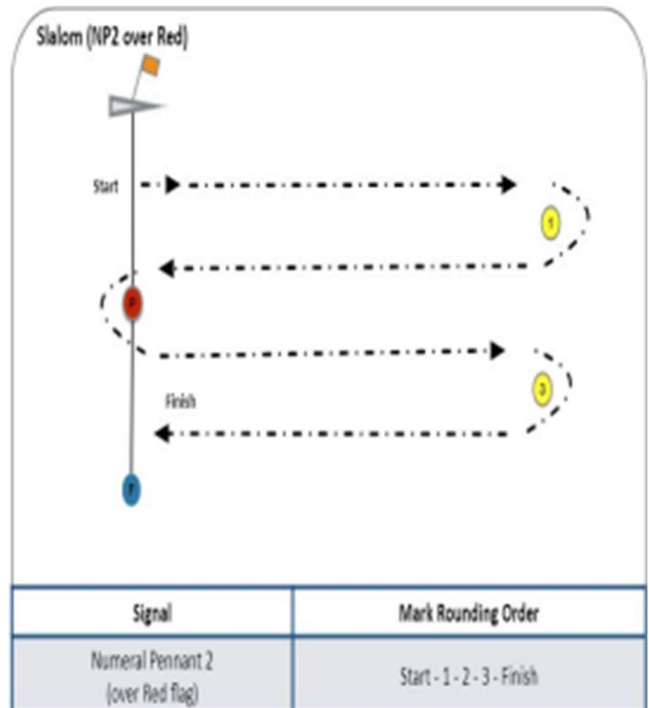 Slalom (NP2 over Red)
Start
1
P
3
Finish
F
Signal
Mark Rounding Order
Numeral Pennant 2
(over Red flag)
Start - 1 - 2 - 3 - Finish